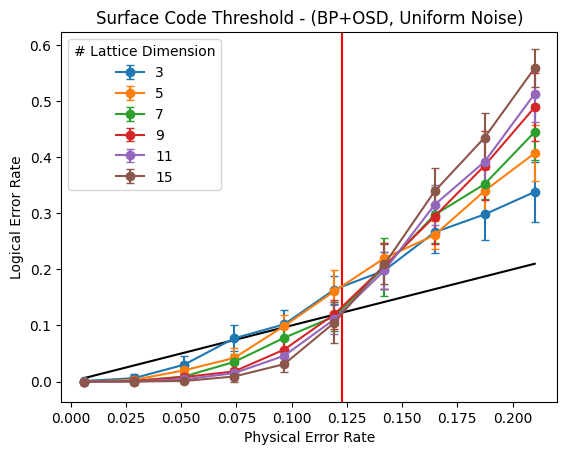 Surface Code Threshold - (BP+OSD, Uniform Noise)
# Lattice Dimension
3
5
7
9
11
15
Logical Error Rate
0.6
0.5
0.4
0.3
0.2
0.1
0.0
0.000 0.025 0.050 0.075 0.100 0.125 0.150 0.175 0.200
Physical Error Rate